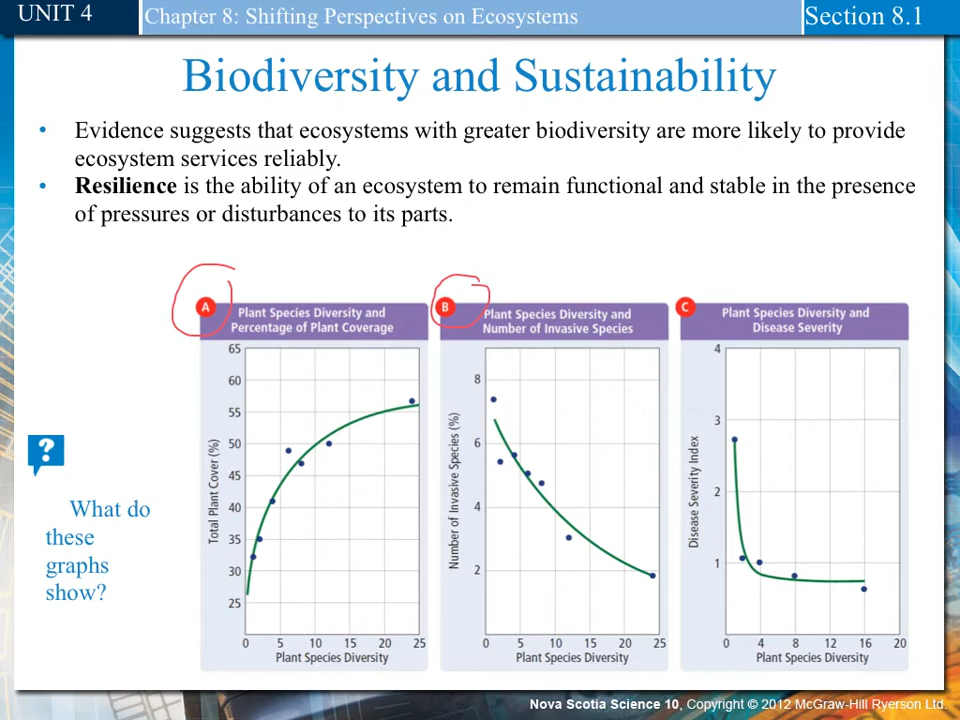 UNIT 4
Chapter 8: Shifting Perspectives on Ecosystems
Section 8.1
Biodiversity and Sustainability
• Evidence suggests that ecosystems with greater biodiversity are more likely to provide
ecosystem services reliably.
• Resilience is the ability of an ecosystem to remain functional and stable in the presence
of pressures or disturbances to its parts.
?
What do
these
graphs
show?
A
Plant Species Diversity and
Percentage of Plant Coverage
Total Plant Cover (%)
65
60
55
50
45
40
35
30
25
0 5 10 15 20 25
Plant Species Diversity
B
Plant Species Diversity and
Number of Invasive Species
Number of Invasive Species (%)
8
6
4
2
0 5 10 15 20 25
Plant Species Diversity
C
Plant Species Diversity and
Disease Severity
Disease Severity Index
4
3
2
1
0 4 8 12 16 20
Plant Species Diversity
Nova Scotia Science 10, Copyright © 2012 McGraw-Hill Ryerson Ltd.